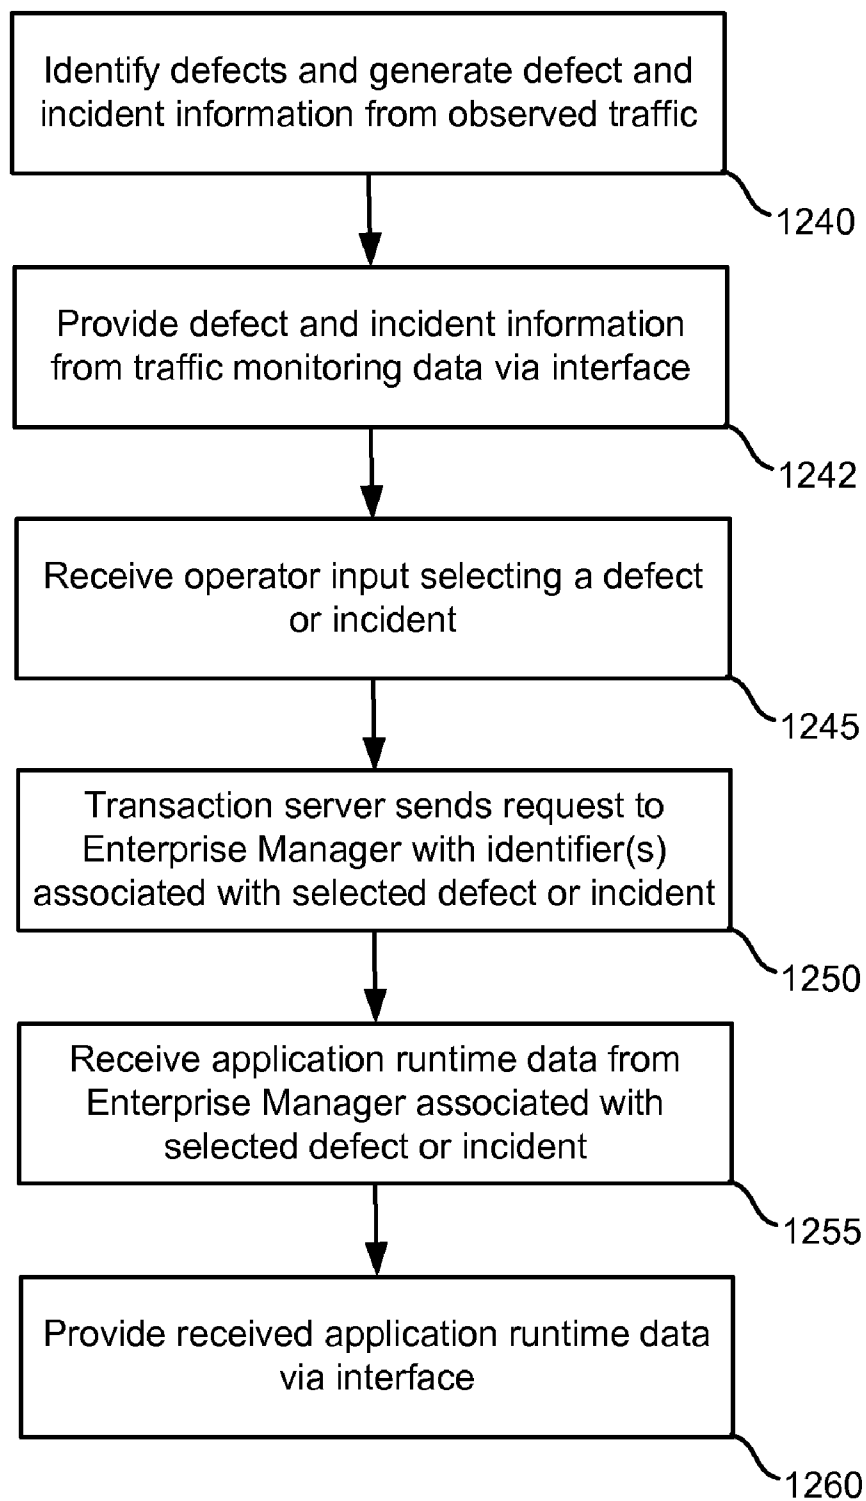 Identify defects and generate defect and
incident information from observed traffic
1240
Provide defect and incident information
from traffic monitoring data via interface
1242
Receive operator input selecting a defect
or incident
1245
Transaction server sends request to
Enterprise Manager with identifier(s)
associated with selected defect or incident
1250
Receive application runtime data from
Enterprise Manager associated with
selected defect or incident
1255
Provide received application runtime data
via interface
1260